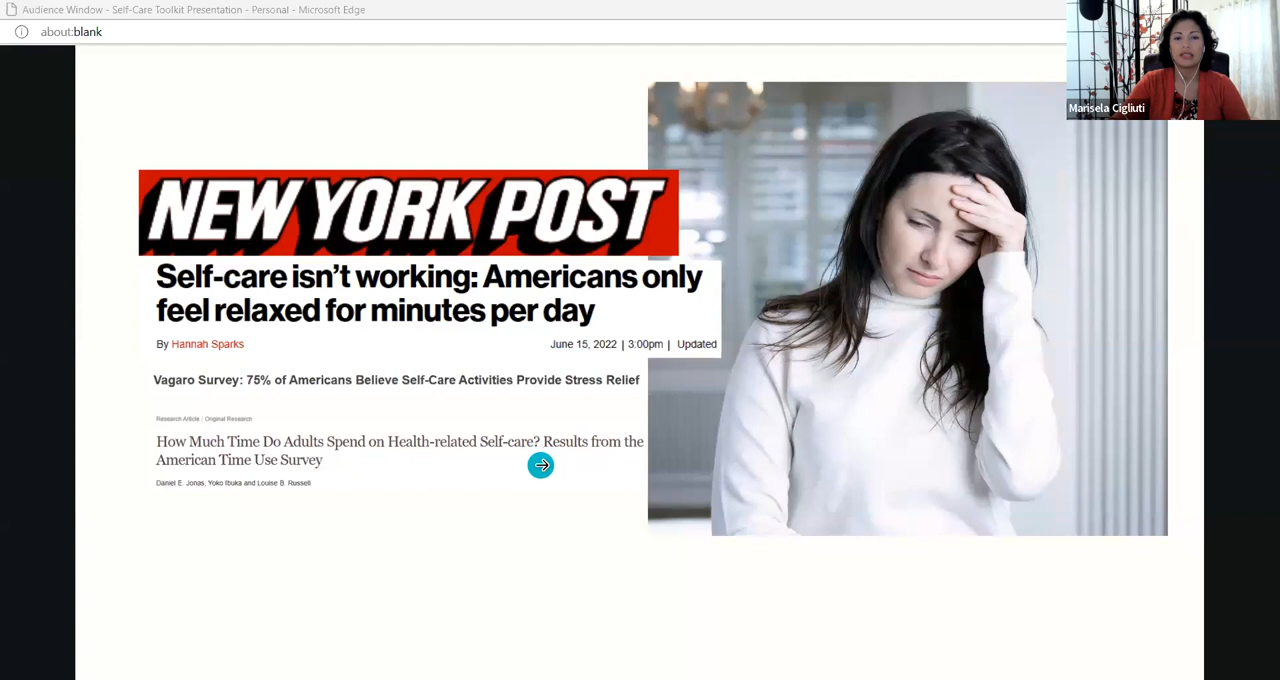 Audience Window - Self-Care Toolkit Presentation - Personal - Microsoft Edge
about:blank
Marisela Cigliuti
NEW YORK POST
Self-care isn't working: Americans only
feel relaxed for minutes per day
By Hannah Sparks June 15, 2022 | 3:00pm | Updated
Vagaro Survey: 75% of Americans Believe Self-Care Activities Provide Stress Relief
Research Article | Original Research
How Much Time Do Adults Spend on Health-related Self-care? Results from the
American Time Use Survey
Daniel E. Jonas, Yoko Ibuka and Louise B. Russell